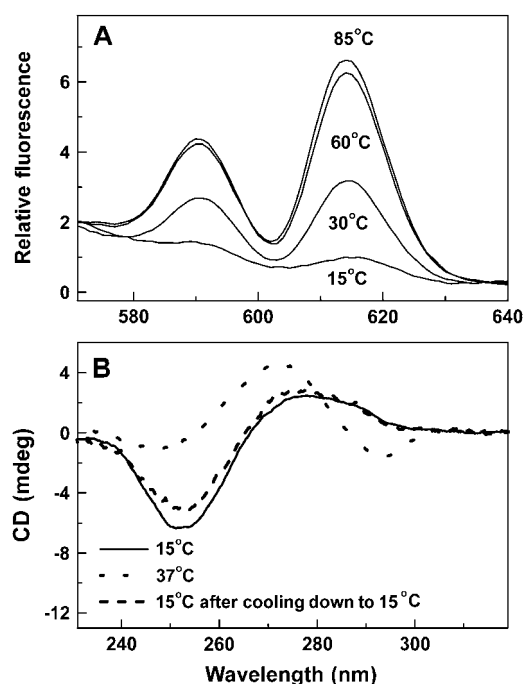 A
85°C
60°C
30°C
15°C
Relative fluorescence
6
4
2
0
580 600 620 640
B
4
0
-4
-8
-12
CD (mdeg)
15°C
37°C
15°C after cooling down to 15°C
240 260 280 300
Wavelength (nm)